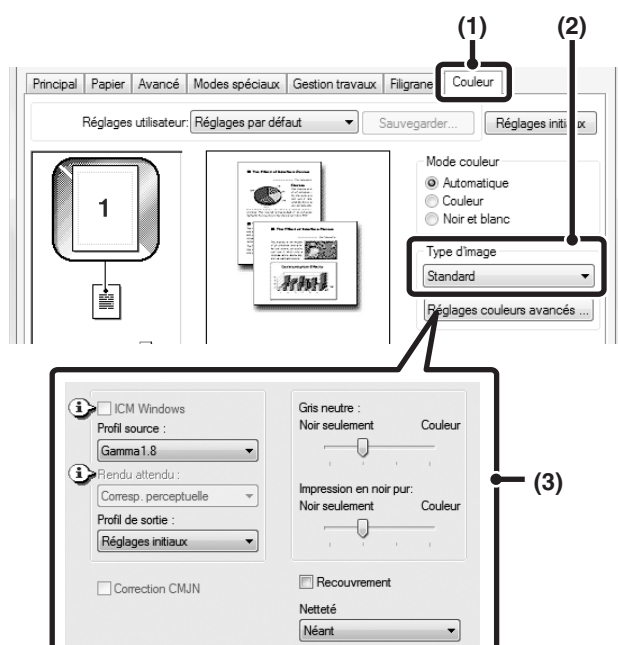 (1) (2)
Principal Papier Avancé Modes spéciaux Gestion travaux Filigrane Couleur
Réglages utilisateur: Réglages par défaut Sauvegarder... Réglages
Mode couleur
Automatique
Couleur
Noir et blanc
1
Type d'image
Standard
Réglages couleurs avancés ...
ICM Windows
Profil source :
Gamma1.8
Rendu attendu :
Corresp. perceptuelle
Profil de sortie :
Réglages initiaux
Correction CMJN
Gris neutre :
Noir seulement Couleur
Impression en noir pur:
Noir seulement Couleur
Recouvrement
Netteté
Néant
(3)